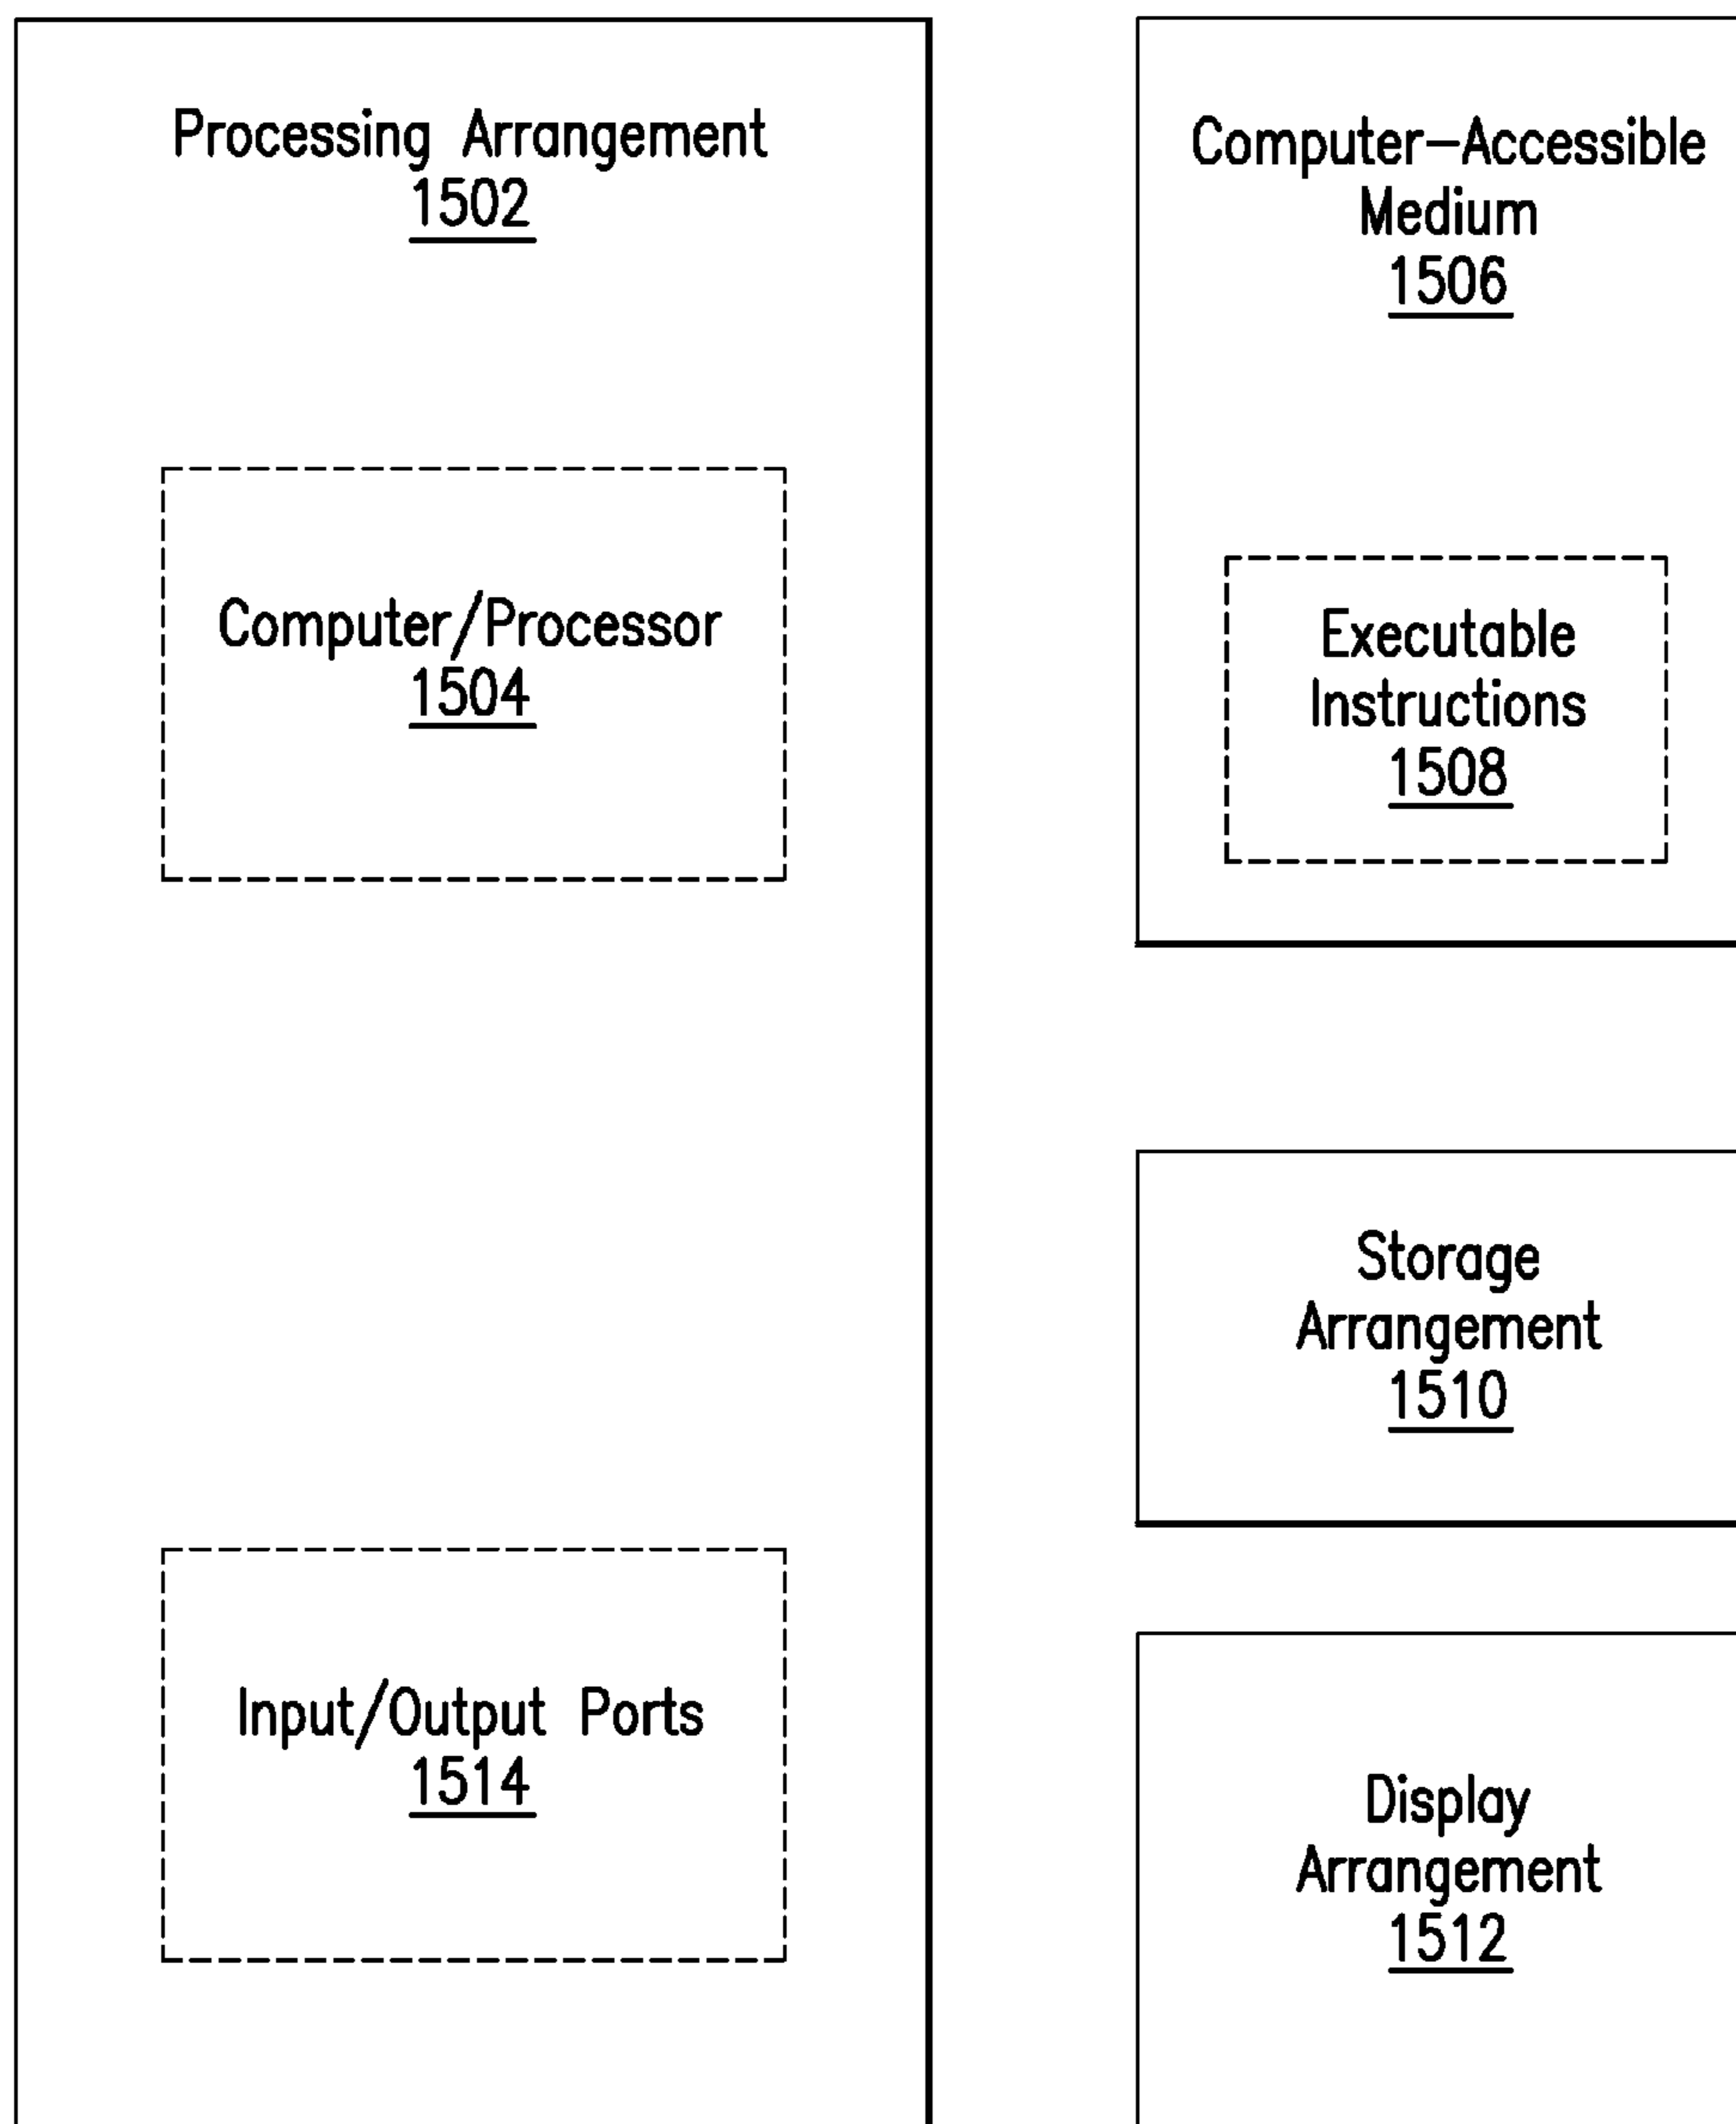 Processing Arrangement
1502
Computer/Processor
1504
Input/Output Ports
1514
Computer-Accessible
Medium
1506
Executable
Instructions
1508
Storage
Arrangement
1510
Display
Arrangement
1512